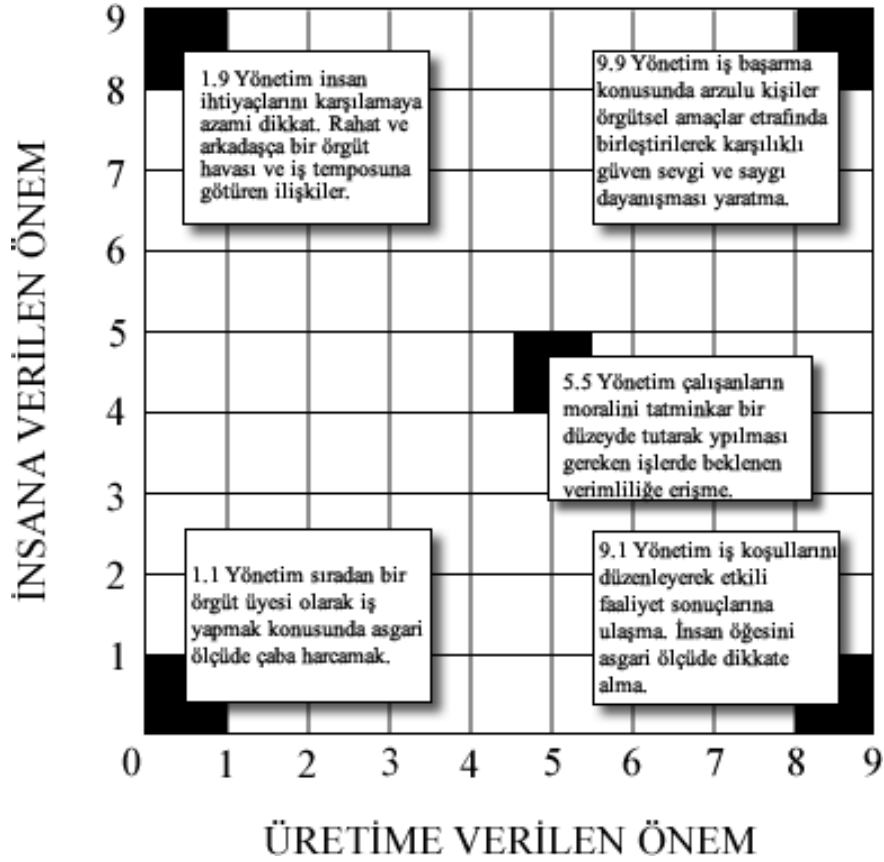 İNSANA VERİLEN ÖNEM
9
8
7
6
5
4
3
2
1
1.9 Yönetim insan
ihtiyaçlarını karşılamaya
azami dikkat. Rahat ve
arkadaşça bir örgüt
havası ve iş temposuna
götüren ilişkiler.
9.9 Yönetim iş başarma
konusunda arzulu kişiler
örgütsel amaçlar etrafında
birleştirilerek karşılıklı
güven sevgi ve saygı
dayanışması yaratma.
5.5 Yönetim çalışanların
moralini tatminkar bir
düzeyde tutarak ypılması
gereken işlerde beklenen
verimliliğe erişme.
1.1 Yönetim sıradan bir
örgüt üyesi olarak iş
yapmak konusunda asgari
ölçüde çaba harcamak.
9.1 Yönetim iş koşullarını
düzenleyerek etkili
faaliyet sonuçlarına
ulaşma. İnsan öğesini
asgari ölçüde dikkate
alma.
0 1 2 3 4 5 6 7 8 9
ÜRETİME VERİLEN ÖNEM